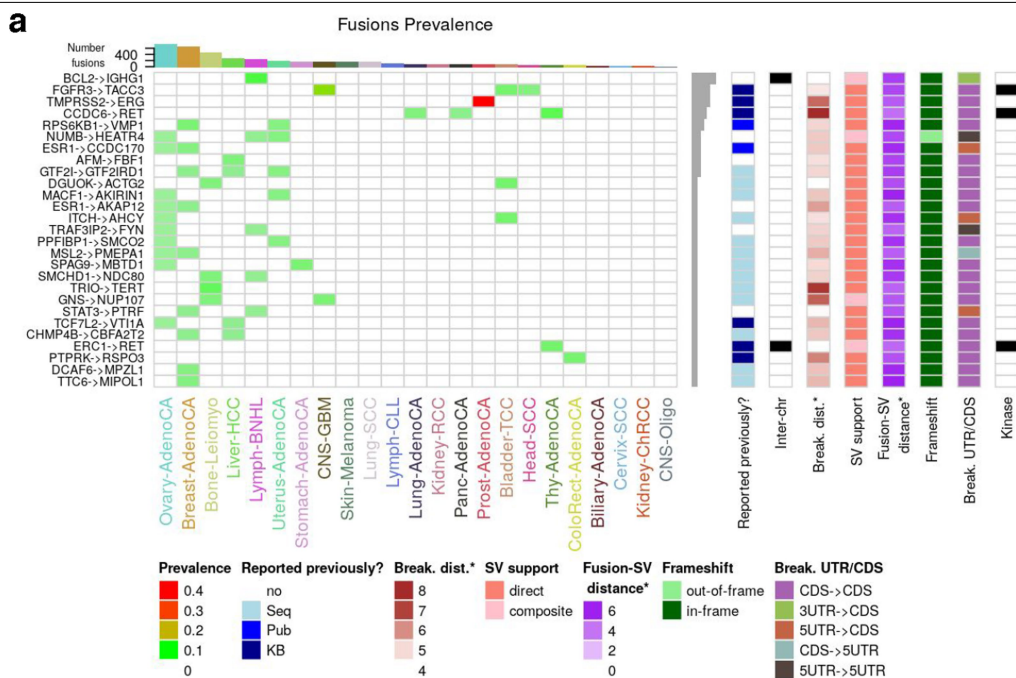 a
Fusions Prevalence
Number
fusions
400
0
BCL2->IGHG1
FGFR3->TACC3
TMPRSS2->ERG
CCDC6->RET
RPS6KB1->VMP1
NUMB->HEATR4
ESR1->CCDC170
AFM->FBF1
GTF2I->GTF2IRD1
DGUOK->ACTG2
MACF1->AKIRIN1
ESR1->AKAP12
ITCH->AHCY
TRAF3IP2->FYN
PPFIBP1->SMCO2
MSL2->PMEPA1
SPAG9->MBTD1
SMCHD1->NDC80
TRIO->TERT
GNS->NUP107
STAT3->PTRF
TCF7L2->VTI1A
CHMP4B->CBFA2T2
ERC1->RET
PTPRK->RSPO3
DCAF6->MPZL1
TTC6->MIPOL1
Ovary-AdenoCA
Breast-AdenoCA
Bone-Leiomyo
Liver-HCC
Lymph-BNHL
Uterus-AdenoCA
Stomach-AdenoCA
CNS-GBM
Skin-Melanoma
Lung-SCC
Lymph-CLL
Lung-AdenoCA
Kidney-RCC
Panc-AdenoCA
Prost-AdenoCA
Bladder-TCC
Head-SCC
Thy-AdenoCA
ColoRect-AdenoCA
Biliary-AdenoCA
Cervix-SCC
Kidney-ChRCC
CNS-Oligo
Reported previously?
Inter-chr
Break. dist.*
SV support
Fusion-SV
distance*
Frameshift
Break. UTR/CDS
Kinase
Prevalence
0.4
0.3
0.2
0.1
0
Reported previously?
no
Seq
Pub
KB
Break. dist.*
8
7
6
5
4
SV support
direct
composite
Fusion-SV
distance*
6
4
2
0
Frameshift
out-of-frame
in-frame
Break. UTR/CDS
CDS->CDS
3UTR->CDS
5UTR->CDS
CDS->5UTR
5UTR->5UTR